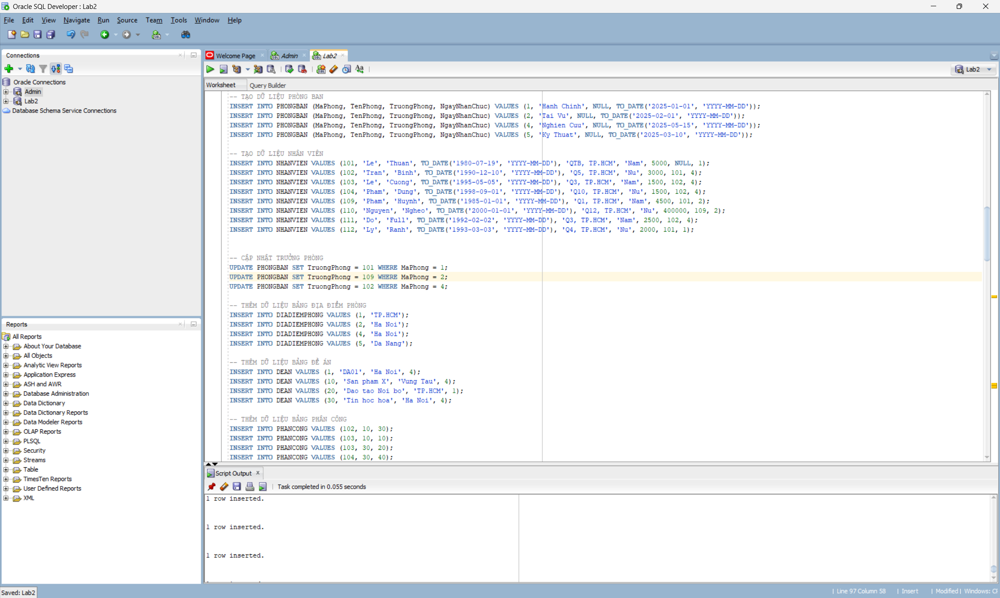 Oracle SQL Developer : Lab2
File Edit View Navigate Run Source Team Tools Window Help
Connections
Oracle Connections
Admin
Lab2
Database Schema Service Connections
Reports
All Reports
About Your Database
All Objects
Analytic View Reports
Application Express
ASH and AWR
Database Administration
Data Dictionary
Data Dictionary Reports
Data Modeler Reports
OLAP Reports
PLSQL
Security
Streams
Table
TimesTen Reports
User Defined Reports
XML
Welcome Page Admin Lab2
Lab2
Worksheet Query Builder
-- TẠO DỮ LIỆU PHÒNG BAN
INSERT INTO PHONGBAN (MaPhong, TenPhong, TruongPhong, NgayNhanChuc) VALUES (1, 'Hanh Chinh', NULL, TO_DATE('2025-01-01', 'YYYY-MM-DD'));
INSERT INTO PHONGBAN (MaPhong, TenPhong, TruongPhong, NgayNhanChuc) VALUES (2, 'Tai Vu', NULL, TO_DATE('2025-02-01', 'YYYY-MM-DD'));
INSERT INTO PHONGBAN (MaPhong, TenPhong, TruongPhong, NgayNhanChuc) VALUES (4, 'Nghien Cuu', NULL, TO_DATE('2025-05-15', 'YYYY-MM-DD'));
INSERT INTO PHONGBAN (MaPhong, TenPhong, TruongPhong, NgayNhanChuc) VALUES (5, 'Ky Thuat', NULL, TO_DATE('2025-03-10', 'YYYY-MM-DD'));
-- TẠO DỮ LIỆU NHÂN VIÊN
INSERT INTO NHANVIEN VALUES (101, 'Le', 'Thuan', TO_DATE('1980-07-19', 'YYYY-MM-DD'), 'QTB, TP.HCM', 'Nam', 5000, NULL, 1);
INSERT INTO NHANVIEN VALUES (102, 'Tran', 'Binh', TO_DATE('1990-12-10', 'YYYY-MM-DD'), 'Q5, TP.HCM', 'Nu', 3000, 101, 4);
INSERT INTO NHANVIEN VALUES (103, 'Le', 'Cuong', TO_DATE('1995-05-05', 'YYYY-MM-DD'), 'Q3, TP.HCM', 'Nam', 1500, 102, 4);
INSERT INTO NHANVIEN VALUES (104, 'Pham', 'Dung', TO_DATE('1998-09-01', 'YYYY-MM-DD'), 'Q10, TP.HCM', 'Nu', 1500, 102, 4);
INSERT INTO NHANVIEN VALUES (109, 'Pham', 'Huynh', TO_DATE('1985-01-01', 'YYYY-MM-DD'), 'Q1, TP.HCM', 'Nam', 4500, 101, 2);
INSERT INTO NHANVIEN VALUES (110, 'Nguyen', 'Ngheo', TO_DATE('2000-01-01', 'YYYY-MM-DD'), 'Q12, TP.HCM', 'Nu', 400000, 109, 2);
INSERT INTO NHANVIEN VALUES (111, 'Do', 'Full', TO_DATE('1992-02-02', 'YYYY-MM-DD'), 'Q3, TP.HCM', 'Nam', 2500, 102, 4);
INSERT INTO NHANVIEN VALUES (112, 'Ly', 'Ranh', TO_DATE('1993-03-03', 'YYYY-MM-DD'), 'Q4, TP.HCM', 'Nu', 2000, 101, 1);
-- CẬP NHẬT TRƯỞNG PHÒNG
UPDATE PHONGBAN SET TruongPhong = 101 WHERE MaPhong = 1;
UPDATE PHONGBAN SET TruongPhong = 109 WHERE MaPhong = 2;
UPDATE PHONGBAN SET TruongPhong = 102 WHERE MaPhong = 4;
-- THÊM DỮ LIỆU BẢNG ĐỊA ĐIỂM PHÒNG
INSERT INTO DIADIEMPHONG VALUES (1, 'TP.HCM');
INSERT INTO DIADIEMPHONG VALUES (2, 'Ha Noi');
INSERT INTO DIADIEMPHONG VALUES (4, 'Ha Noi');
INSERT INTO DIADIEMPHONG VALUES (5, 'Da Nang');
-- THÊM DỮ LIỆU BẢNG ĐỀ ÁN
INSERT INTO DEAN VALUES (1, 'DA01', 'Ha Noi', 4);
INSERT INTO DEAN VALUES (10, 'San pham X', 'Vung Tau', 4);
INSERT INTO DEAN VALUES (20, 'Dao tao Noi bo', 'TP.HCM', 1);
INSERT INTO DEAN VALUES (30, 'Tin hoc hoa', 'Ha Noi', 4);
-- THÊM DỮ LIỆU BẢNG PHÂN CÔNG
INSERT INTO PHANCONG VALUES (102, 10, 30);
INSERT INTO PHANCONG VALUES (103, 10, 10);
INSERT INTO PHANCONG VALUES (103, 30, 20);
INSERT INTO PHANCONG VALUES (104, 30, 40);
Script Output
Task completed in 0.055 seconds
1 row inserted.
1 row inserted.
1 row inserted.
Saved: Lab2
| Line 97 Column 58 | Insert | Modified | Windows: